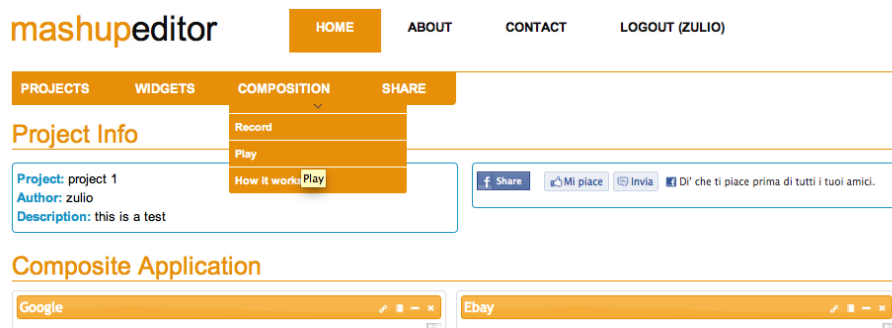 mashupeditor
HOME ABOUT CONTACT LOGOUT (ZULIO)
PROJECTS WIDGETS COMPOSITION SHARE
Record
Play
How it works Play
Project Info
Project: project 1
Author: zulio
Description: this is a test
f Share Mi piace Invia Di' che ti piace prima di tutti i tuoi amici.
Composite Application
Google Ebay